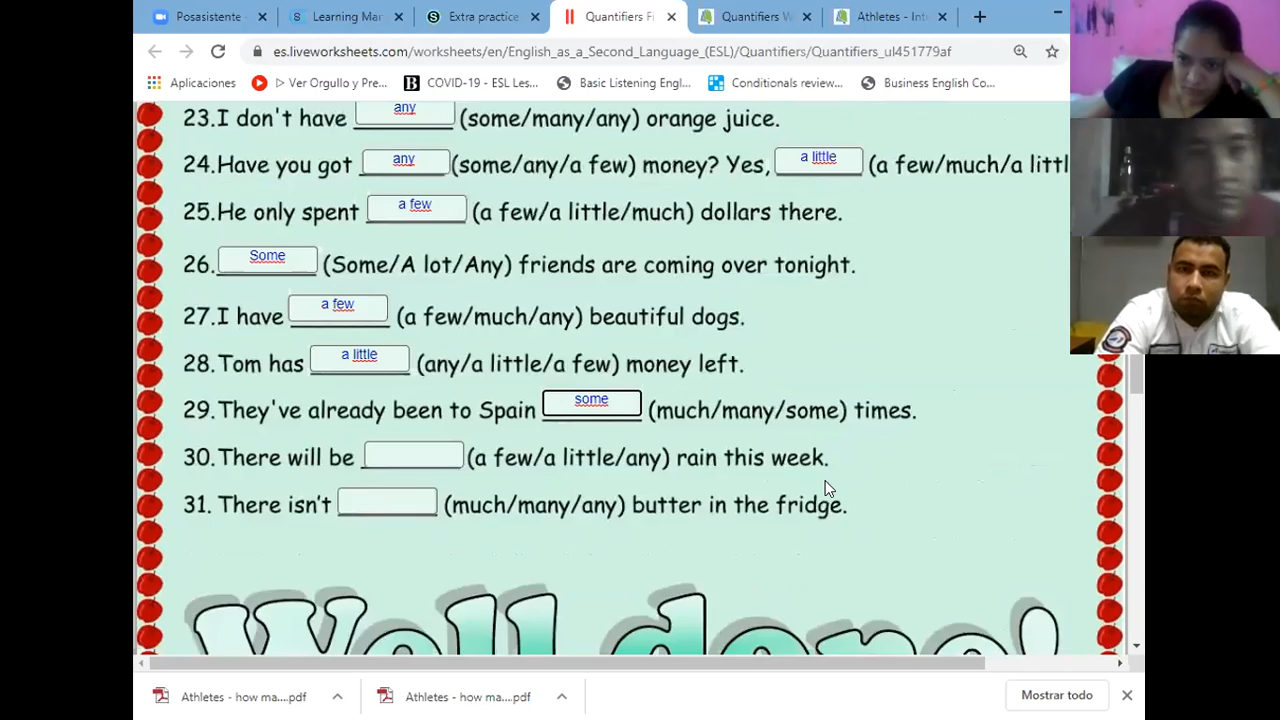 Posasistente
Learning Mar
Extra practice
Quantifiers Fi
Quantifiers W
Athletes - Int
es.liveworksheets.com/worksheets/en/English_as_a_Second_Language_(ESL)/Quantifiers/Quantifiers_ul451779af
Aplicaciones
▷ Ver Orgullo y Pre...
COVID-19 - ESL Les...
Basic Listening Engl...
Conditionals review...
Business English Co...
23.I don't have any (some/many/any) orange juice.
24.Have you got any (some/any/a few) money? Yes, a little (a few/much/a littl
25.He only spent a few (a few/a little/much) dollars there.
26. Some (Some/A lot/Any) friends are coming over tonight.
27.I have a few (a few/much/any) beautiful dogs.
28.Tom has a little (any/a little/a few) money left.
29.They've already been to Spain some (much/many/some) times.
30.There will be (a few/a little/any) rain this week.
31. There isn't (much/many/any) butter in the fridge.
Well done!
Athletes - how ma....pdf
Athletes - how ma....pdf
Mostrar todo